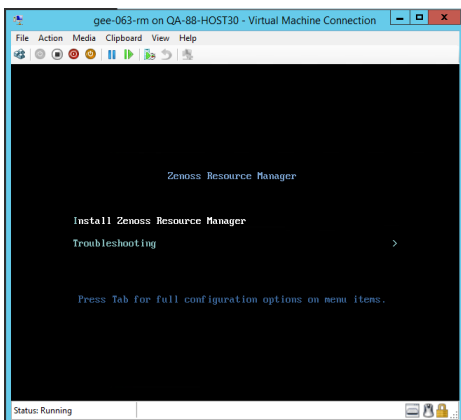 gee-063-rm on QA-88-HOST30 - Virtual Machine Connection
File Action Media Clipboard View Help
Zenoss Resource Manager
Install Zenoss Resource Manager
Troubleshooting >
Press Tab for full configuration options on menu items.
Status: Running